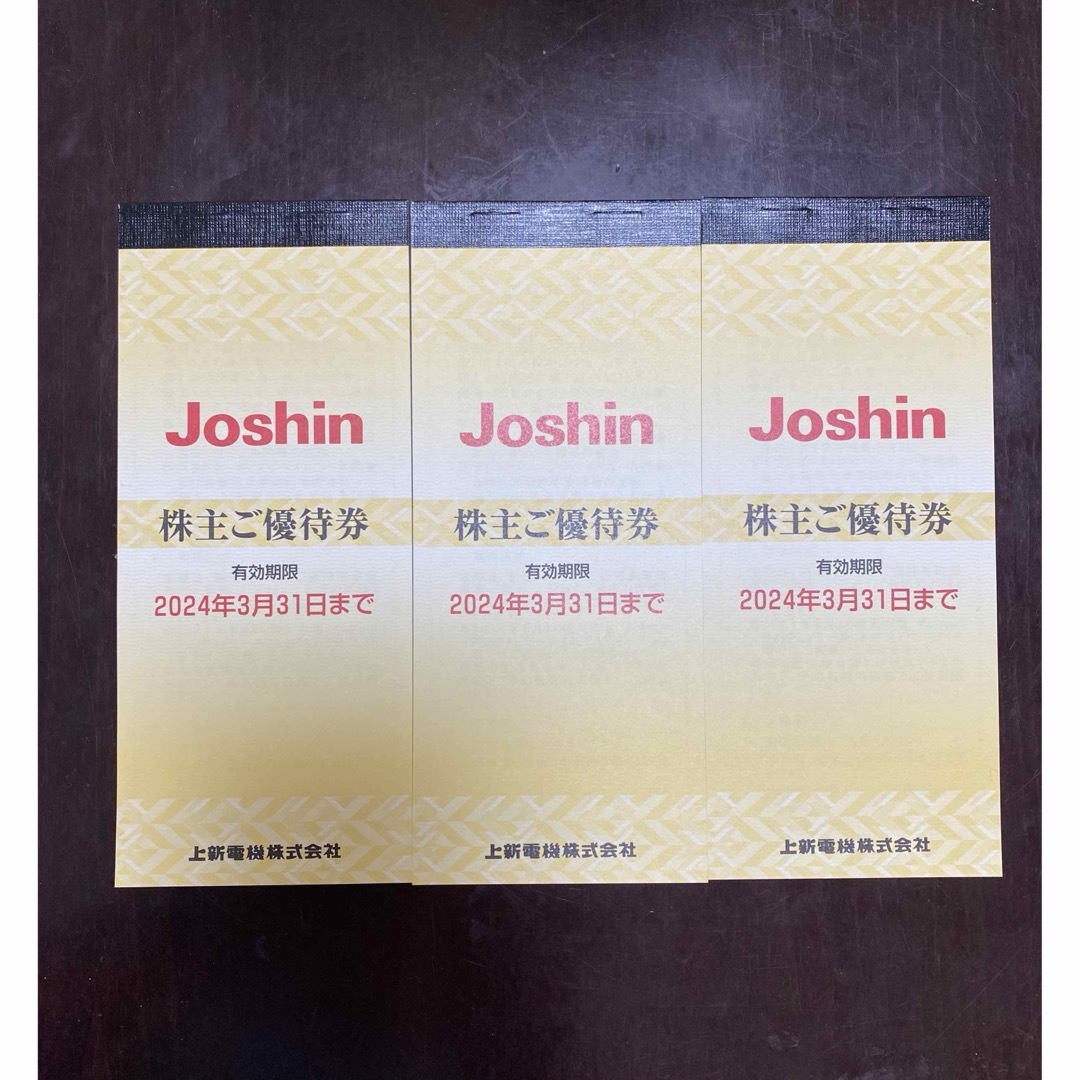 Joshin
株主ご優待券
有効期限
2024年3月31日まで
上新電機株式会社
Joshin
株主ご優待券
有効期限
2024年3月31日まで
上新電機株式会社
Joshin
株主ご優待券
有効期限
2024年3月31日まで
上新電機株式会社